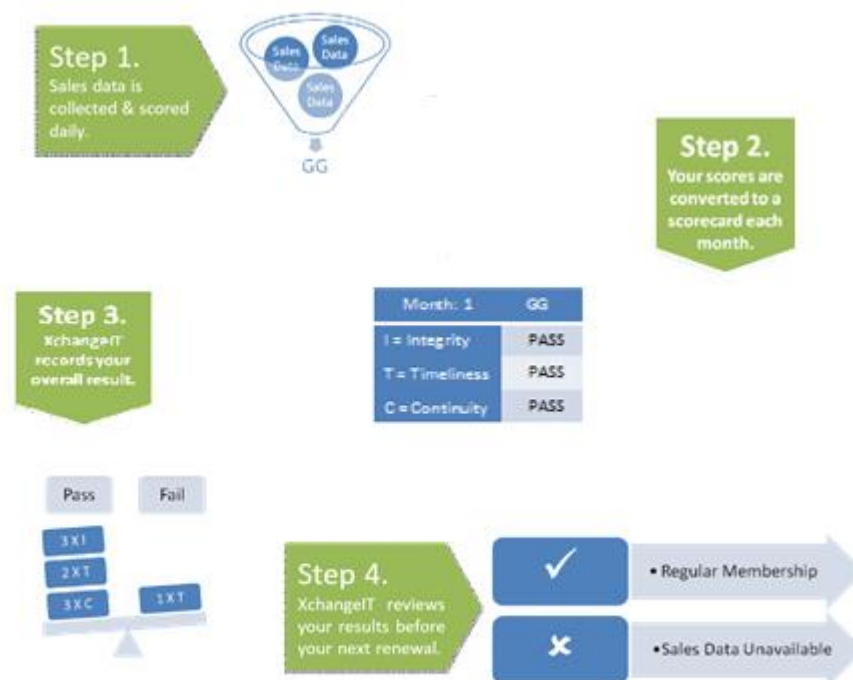 Step 1.
Sales data is
collected & scored
daily.
Sales
Data
Sales
Data
Sales
Data
GG
Step 2.
Your scores are
converted to a
scorecard each
month.
Step 3.
XchangeIT
records your
overall result.
Month: 1 GG
I = Integrity PASS
T = Timeliness PASS
C = Continuity PASS
Pass Fail
3 X I
2 X T
3 X C 1 X T
Step 4.
XchangeIT reviews
your results before
your next renewal.
✓ • Regular Membership
✗ •Sales Data Unavailable